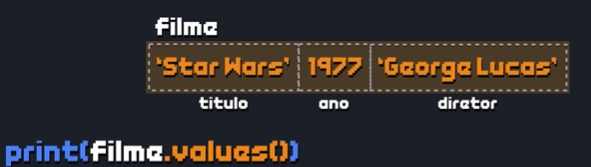 filme
'Star Wars' 1977 'George Lucas'
titulo ano diretor
print(filme.values())